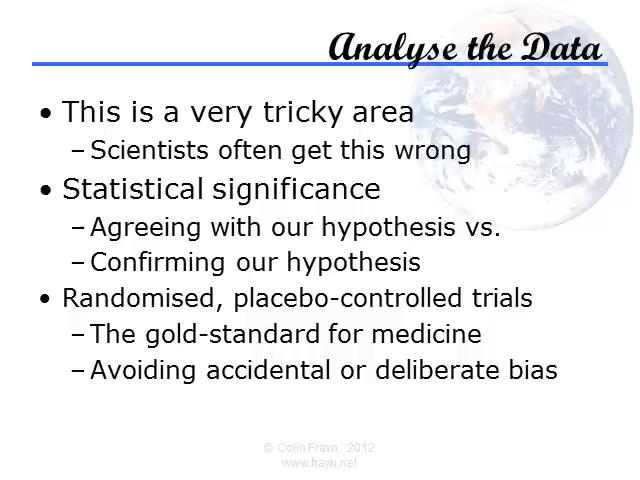 Analyse the Data
• This is a very tricky area
– Scientists often get this wrong
• Statistical significance
– Agreeing with our hypothesis vs.
– Confirming our hypothesis
• Randomised, placebo-controlled trials
– The gold-standard for medicine
– Avoiding accidental or deliberate bias
© Colin Frayn, 2012
www.frayn.net